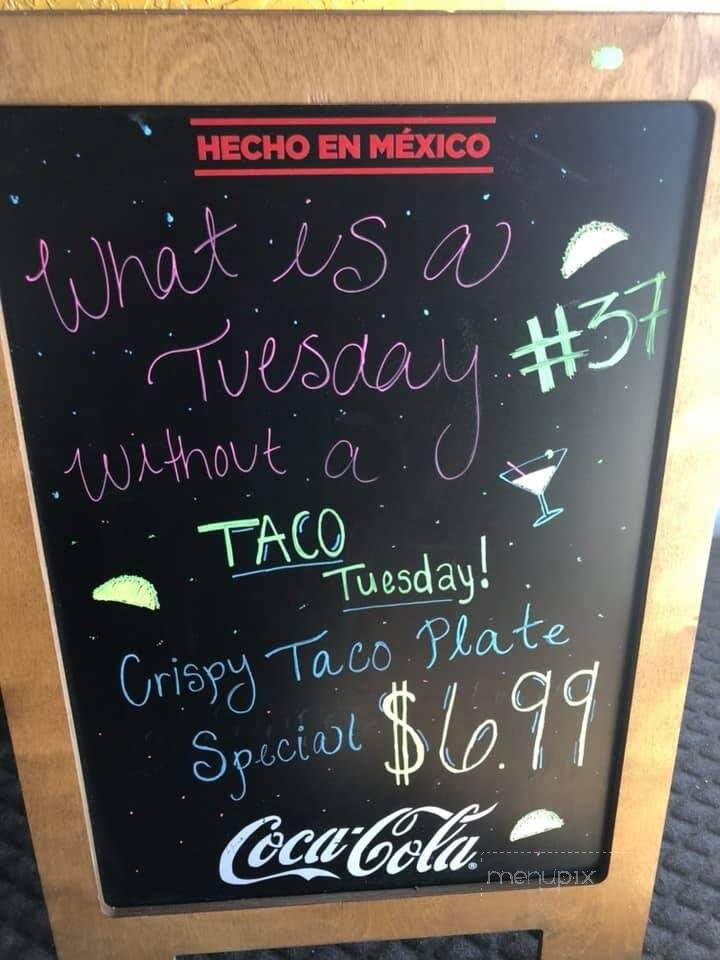 HECHO EN MÉXICO
What is a
Tuesday #37
Without a
TACO
Tuesday!
Crispy Taco Plate
Special $6.99
Coca-Cola
menupix